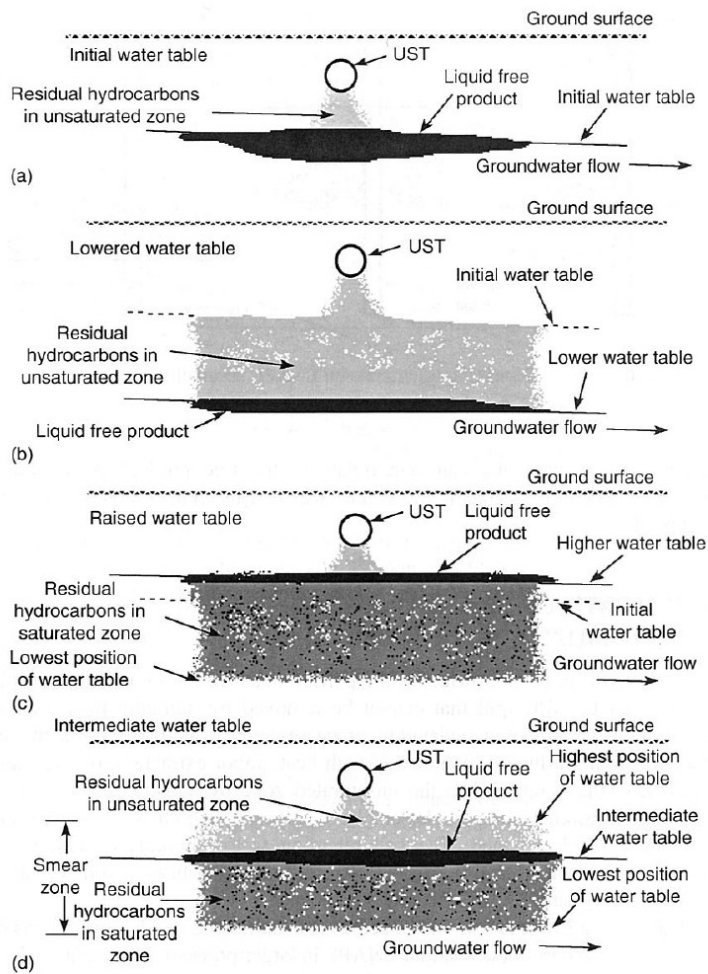 Ground surface
Initial water table
UST
Liquid free
product
Residual hydrocarbons
in unsaturated zone
Initial water table
Groundwater flow
(a)
Ground surface
Lowered water table
UST
Initial water table
Residual
hydrocarbons in
unsaturated zone
Lower water table
Liquid free product
Groundwater flow
(b)
Ground surface
Raised water table
UST
Liquid free
product
Higher water table
Residual
hydrocarbons in
saturated zone
Initial
water table
Lowest position
of water table
Groundwater flow
(c)
Ground surface
Intermediate water table
UST
Residual hydrocarbons
in unsaturated zone
Liquid free
product
Highest position
of water table
Intermediate
water table
Smear
zone
Residual
hydrocarbons in
saturated zone
Lowest position
of water table
Groundwater flow
(d)